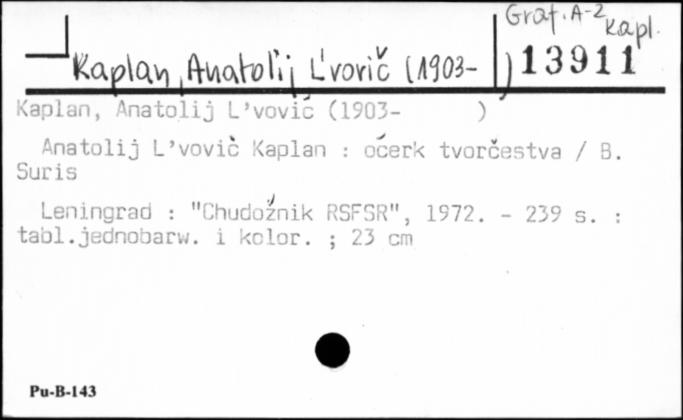 Graf. A-Z
Kapl.
Kaplan, Anatolij L'vovič (1903- ) 13911
Kaplan, Anatolij L'vovič (1903- )
Anatolij L'vovič Kaplan : očerk tvorčestva / B.
Suris
Leningrad : "Chudožnik RSFSR", 1972. - 239 s. :
tabl.jednobarw. i kolor. ; 23 cm
Pu-B-143